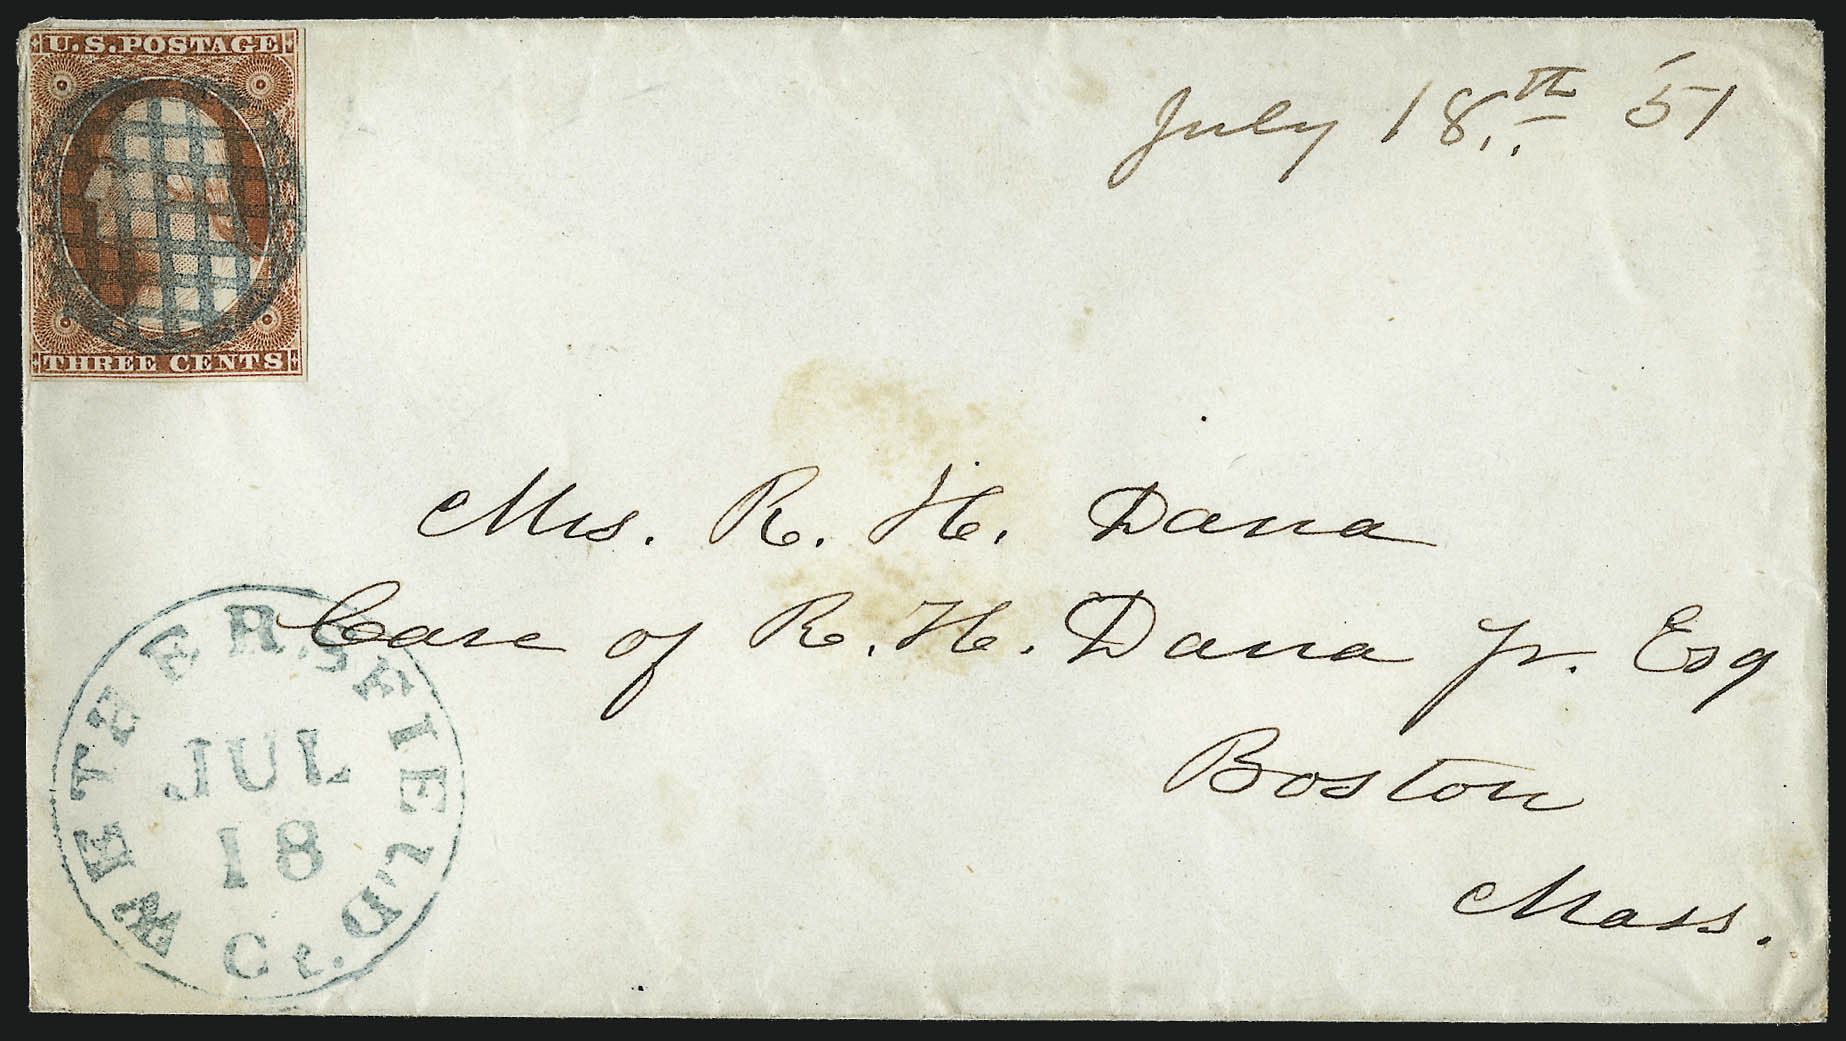 U.S. POSTAGE
THREE CENTS
July 18th '51
Mrs. R. H. Dana
Care of R. H. Dana Jr. Esq
Boston
Mass.
WETHERSFIELD
JUL
18
Ct.